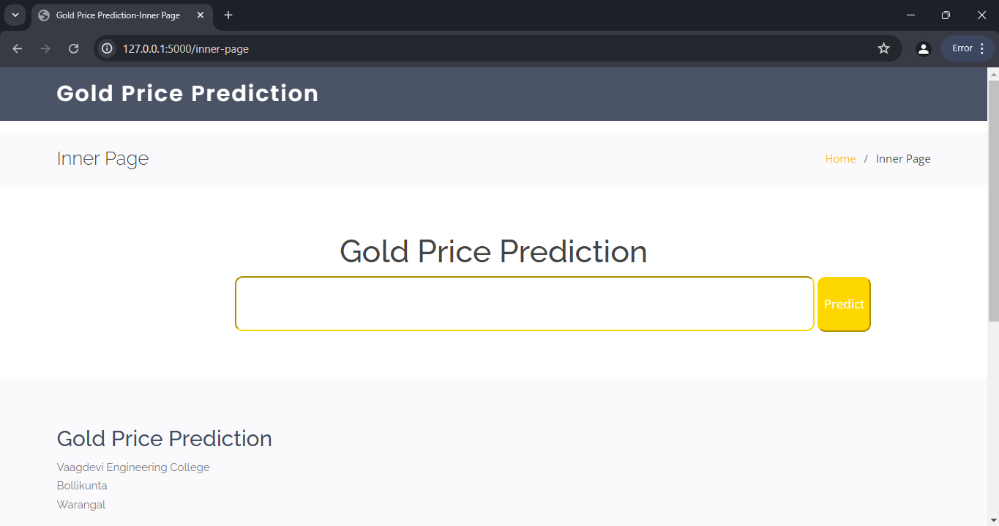 Gold Price Prediction-Inner Page
127.0.0.1:5000/inner-page
Error
Gold Price Prediction
Inner Page
Home / Inner Page
Gold Price Prediction
Predict
Gold Price Prediction
Vaagdevi Engineering College
Bollikunta
Warangal